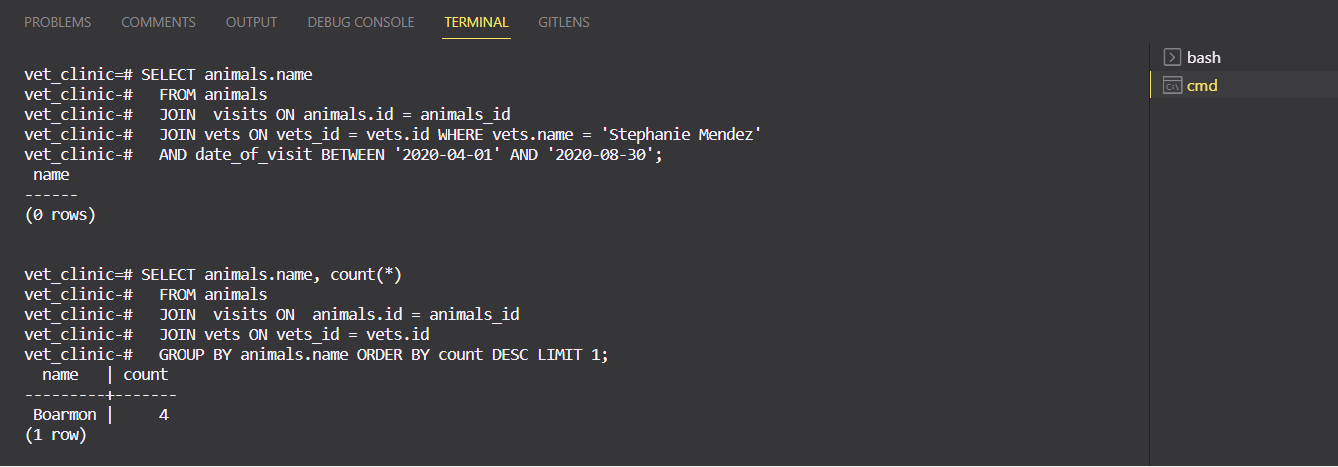 PROBLEMS COMMENTS OUTPUT DEBUG CONSOLE TERMINAL GITLENS
bash
cmd
vet_clinic=# SELECT animals.name
vet_clinic-#   FROM animals
vet_clinic-#   JOIN  visits ON animals.id = animals_id
vet_clinic-#   JOIN vets ON vets_id = vets.id WHERE vets.name = 'Stephanie Mendez'
vet_clinic-#   AND date_of_visit BETWEEN '2020-04-01' AND '2020-08-30';
 name
------
(0 rows)
vet_clinic=# SELECT animals.name, count(*)
vet_clinic-#   FROM animals
vet_clinic-#   JOIN  visits ON  animals.id = animals_id
vet_clinic-#   JOIN vets ON vets_id = vets.id
vet_clinic-#   GROUP BY animals.name ORDER BY count DESC LIMIT 1;
  name   | count
---------+-------
 Boarmon |     4
(1 row)